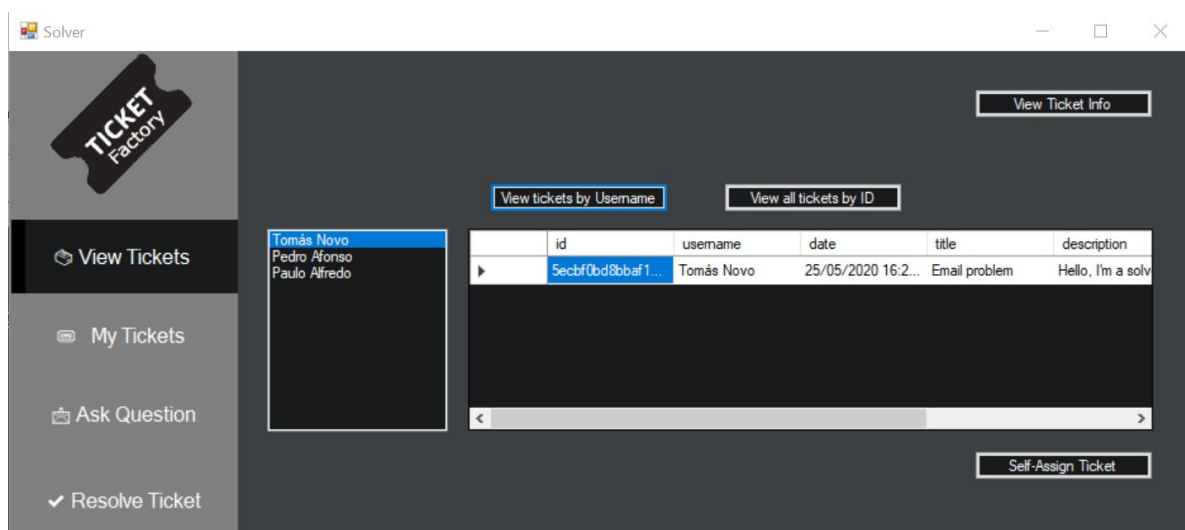 Solver
TICKET
Factory
View Ticket Info
View tickets by Username
View all tickets by ID
View Tickets
Tomás Novo
Pedro Afonso
Paulo Alfredo
id username date title description
5ecbf0bd8bbaf1... Tomás Novo 25/05/2020 16:2... Email problem Hello, I'm a solv
My Tickets
Ask Question
Self-Assign Ticket
Resolve Ticket